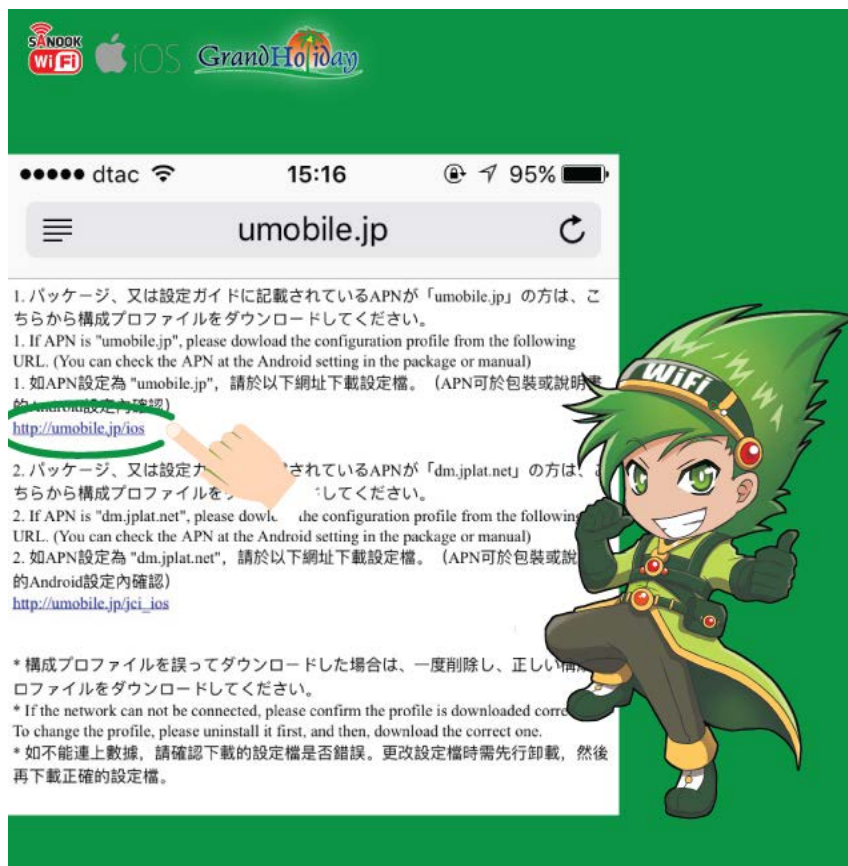 SANOOK
WiFi
iOS
GrandHoliday
dtac
15:16
95%
umobile.jp
1. パッケージ、又は設定ガイドに記載されているAPNが「umobile.jp」の方は、こ
ちらから構成プロファイルをダウンロードしてください。
1. If APN is "umobile.jp", please dowload the configuration profile from the following
URL. (You can check the APN at the Android setting in the package or manual)
1. 如APN設定為 "umobile.jp"，請於以下網址下載設定檔。（APN可於包裝或說明書
的Android設定內確認）
http://umobile.jp/ios
WiFi
2. パッケージ、又は設定 されているAPNが「dm.jplat.net」の方は、
ちらから構成プロファイルを してください。
2. If APN is "dm.jplat.net", please the configuration profile from the following
URL. (You can check the APN at the Android setting in the package or manual)
2. 如APN設定為 "dm.jplat.net"，請於以下網址下載設定檔。（APN可於包裝或說
的Android設定內確認）
http://umobile.jp/jci_ios
* 構成プロファイルを誤ってダウンロードした場合は、一度削除し、正しい
ロファイルをダウンロードしてください。
* If the network can not be connected, please confirm the profile is downloaded
To change the profile, please uninstall it first, and then, download the correct one.
* 如不能連上數據，請確認下載的設定檔是否錯誤。更改設定檔時需先行卸載，然後
再下載正確的設定檔。